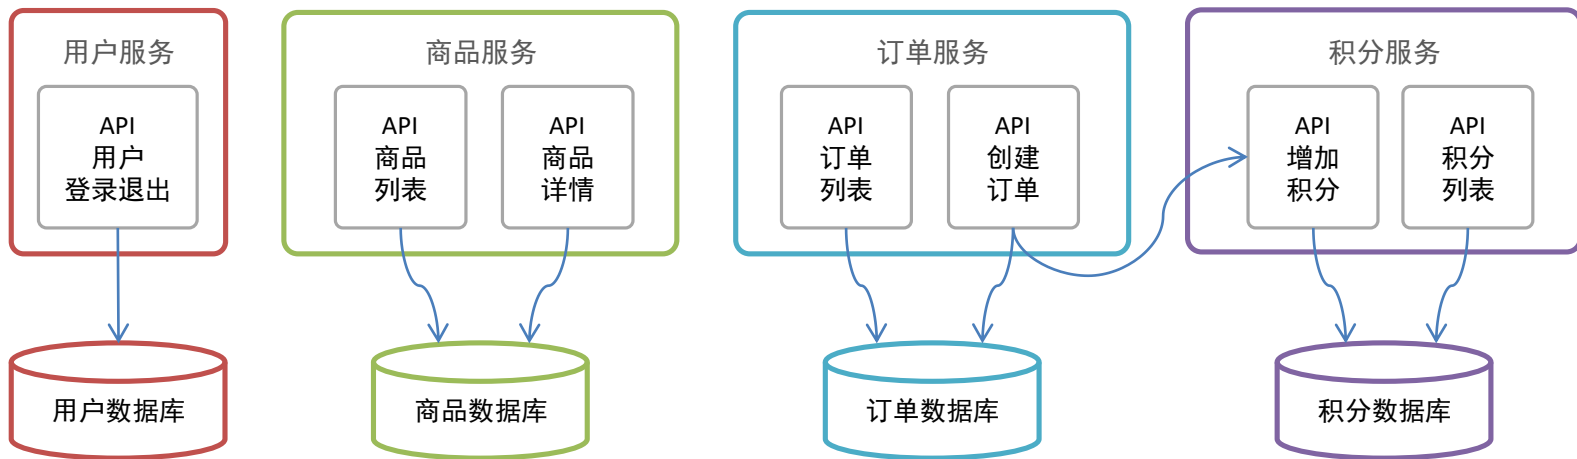 用户服务
API
用户
登录退出
用户数据库
商品服务
API
商品
列表
API
商品
详情
商品数据库
订单服务
API
订单
列表
API
创建
订单
订单数据库
积分服务
API
增加
积分
API
积分
列表
积分数据库